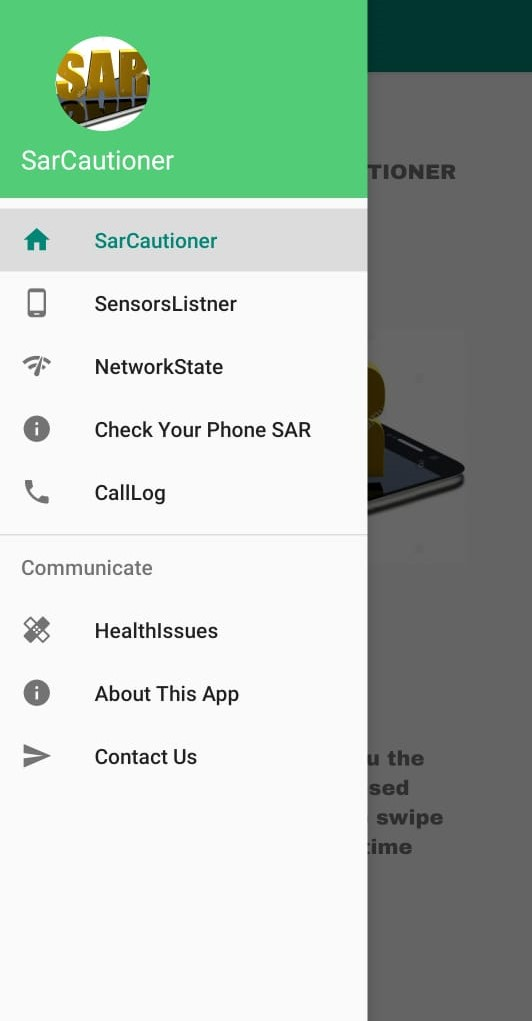 SAR
SarCautioner
TIONER
SarCautioner
SensorsListner
NetworkState
Check Your Phone SAR
CallLog
Communicate
HealthIssues
About This App
Contact Us
u the
sed
swipe
time